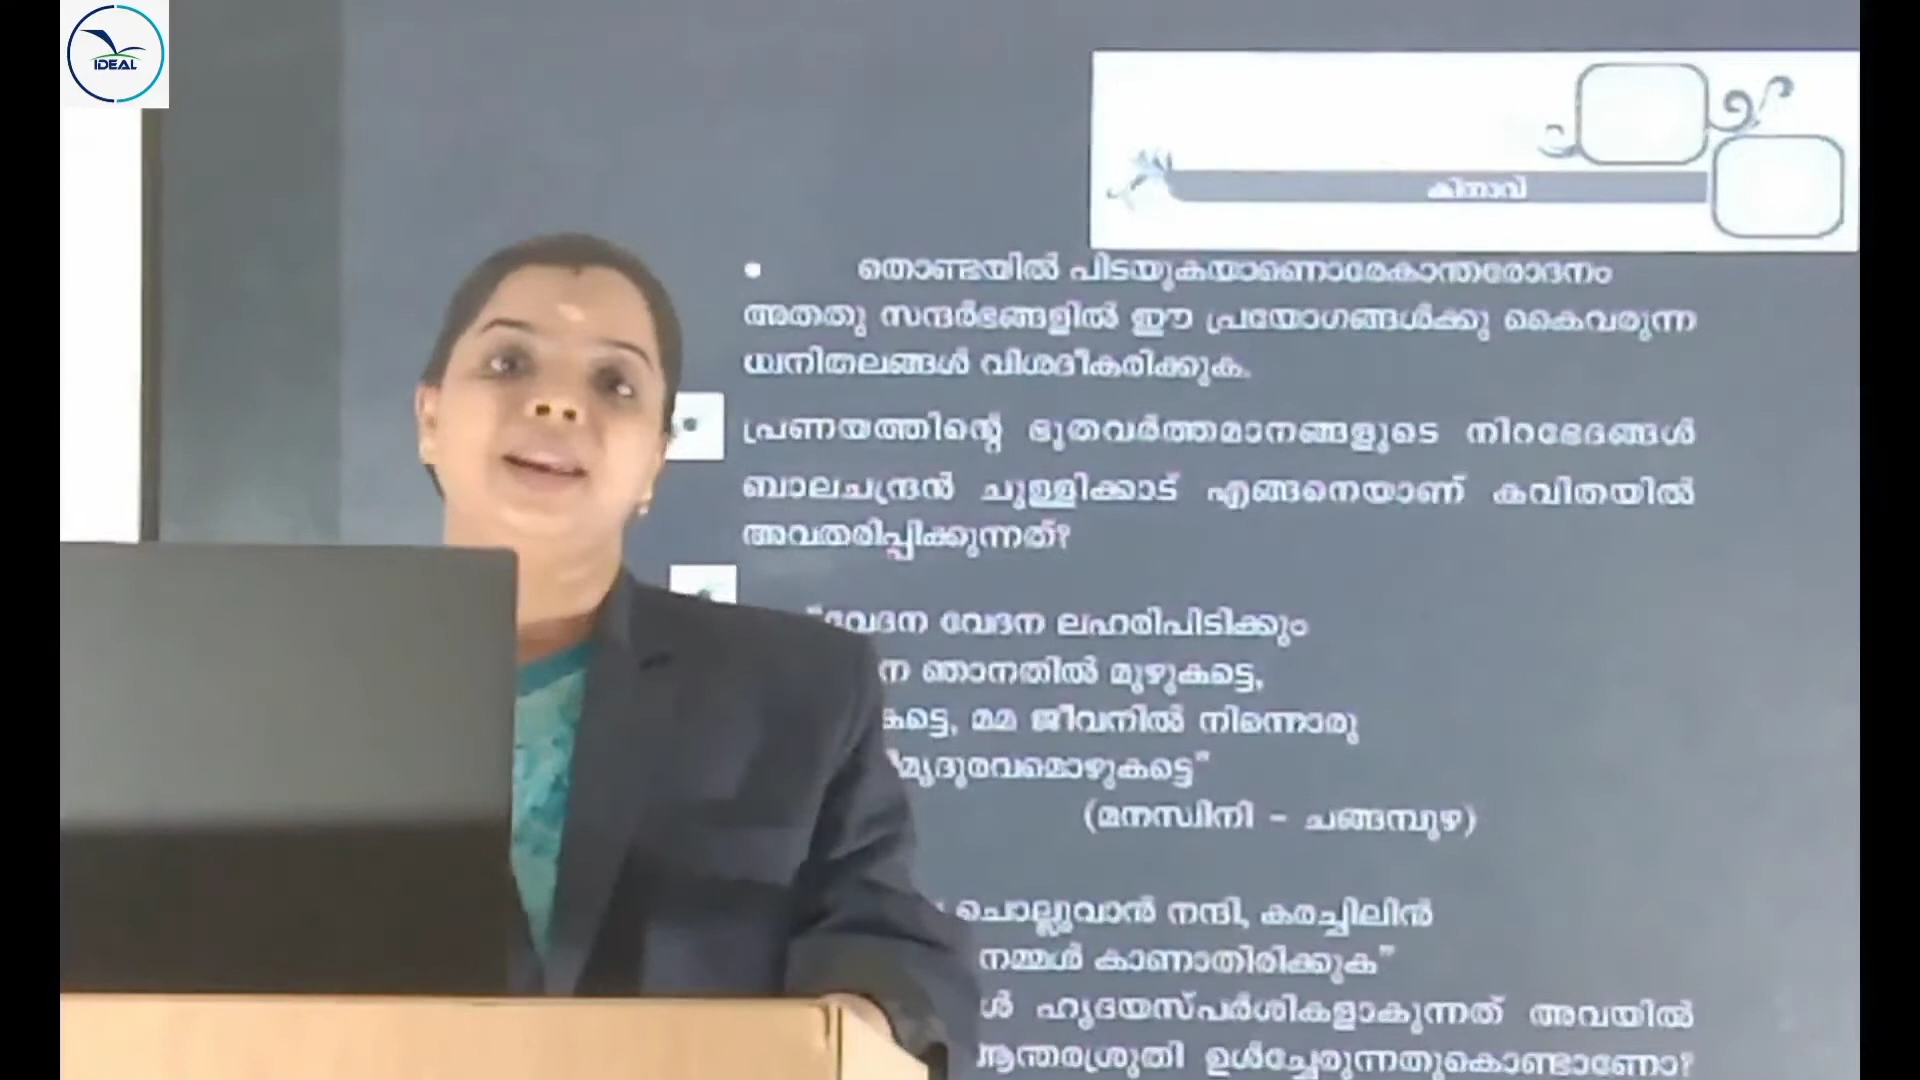 IDEAL
കിനാവ്
• തൊണ്ടയിൽ പിടയുകയാണൊരേകാന്തരോദനം
അതതു സന്ദർഭങ്ങളിൽ ഈ പ്രയോഗങ്ങൾക്കു കൈവരുന്ന
ധ്വനിതലങ്ങൾ വിശദീകരിക്കുക.
• പ്രണയത്തിന്റെ ഭൂതവർത്തമാനങ്ങളുടെ നിറഭേദങ്ങൾ
ബാലചന്ദ്രൻ ചുള്ളിക്കാട് എങ്ങനെയാണ് കവിതയിൽ
അവതരിപ്പിക്കുന്നത്?
"വേദന വേദന ലഹരിപിടിക്കും
ഞാനതിൽ മുഴുകട്ടെ,
മമ ജീവനിൽ നിന്നൊരു
മൃദുരവമൊഴുകട്ടെ"
(മനസ്വിനി - ചങ്ങമ്പുഴ)
ചൊല്ലുവാൻ നന്ദി, കരച്ചിലിൻ
നമ്മൾ കാണാതിരിക്കുക"
ഹൃദയസ്പർശികളാകുന്നത് അവയിൽ
ആന്തരശ്രുതി ഉൾച്ചേരുന്നതുകൊണ്ടാണോ?